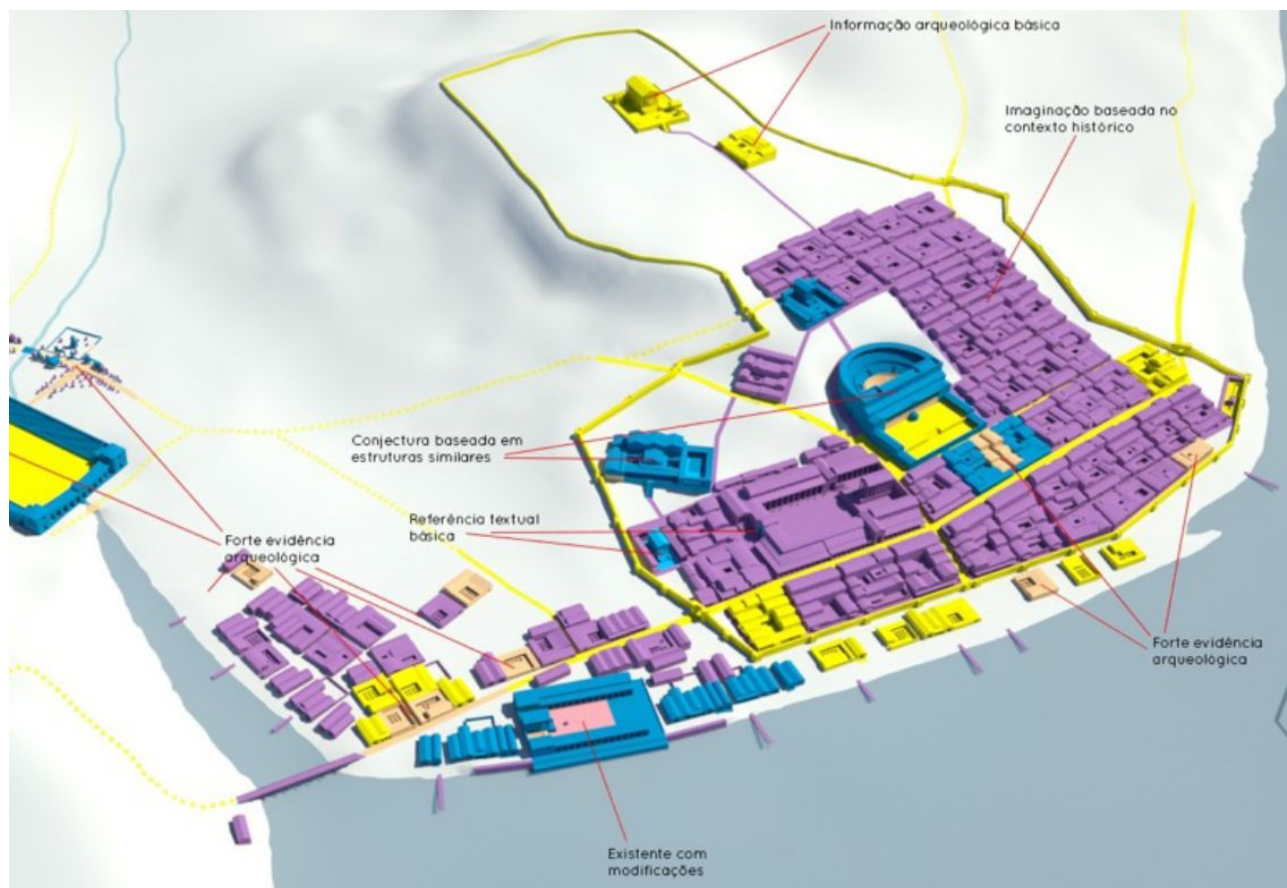 Informação arqueológica básica
Imaginação baseada no
contexto histórico
Conjectura baseada em
estruturas similares
Referência textual
básica
Forte evidência
arqueológica
Forte evidência
arqueológica
Existente com
modificações